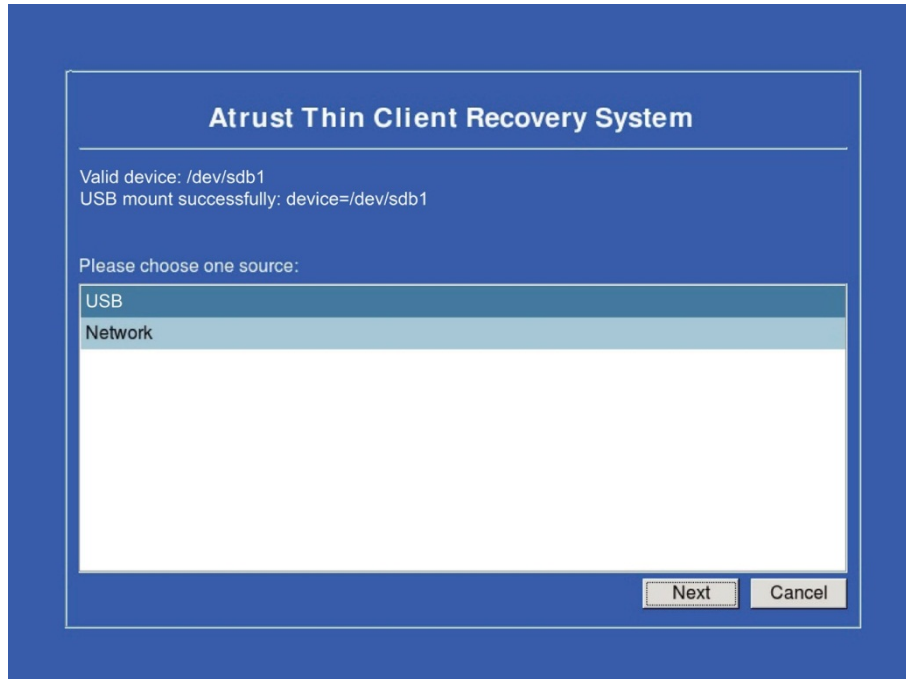 Atrust Thin Client Recovery System
Valid device: /dev/sdb1
USB mount successfully: device=/dev/sdb1
Please choose one source:
USB
Network
Next
Cancel